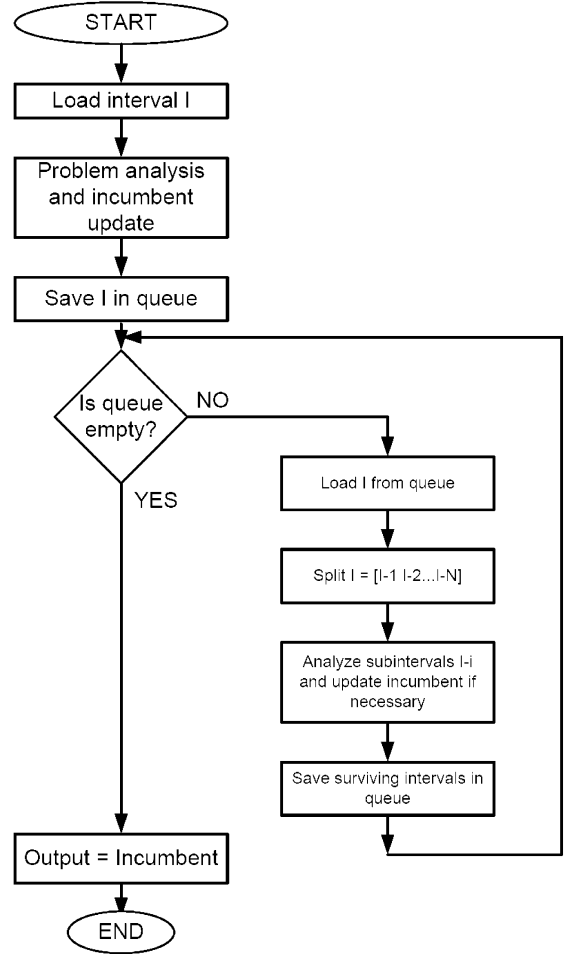 START
Load interval I
Problem analysis
and incumbent
update
Save I in queue
Is queue
empty?
NO
YES
Load I from queue
Split I = [I-1 I-2...I-N]
Analyze subintervals I-i
and update incumbent if
necessary
Save surviving intervals in
queue
Output = Incumbent
END